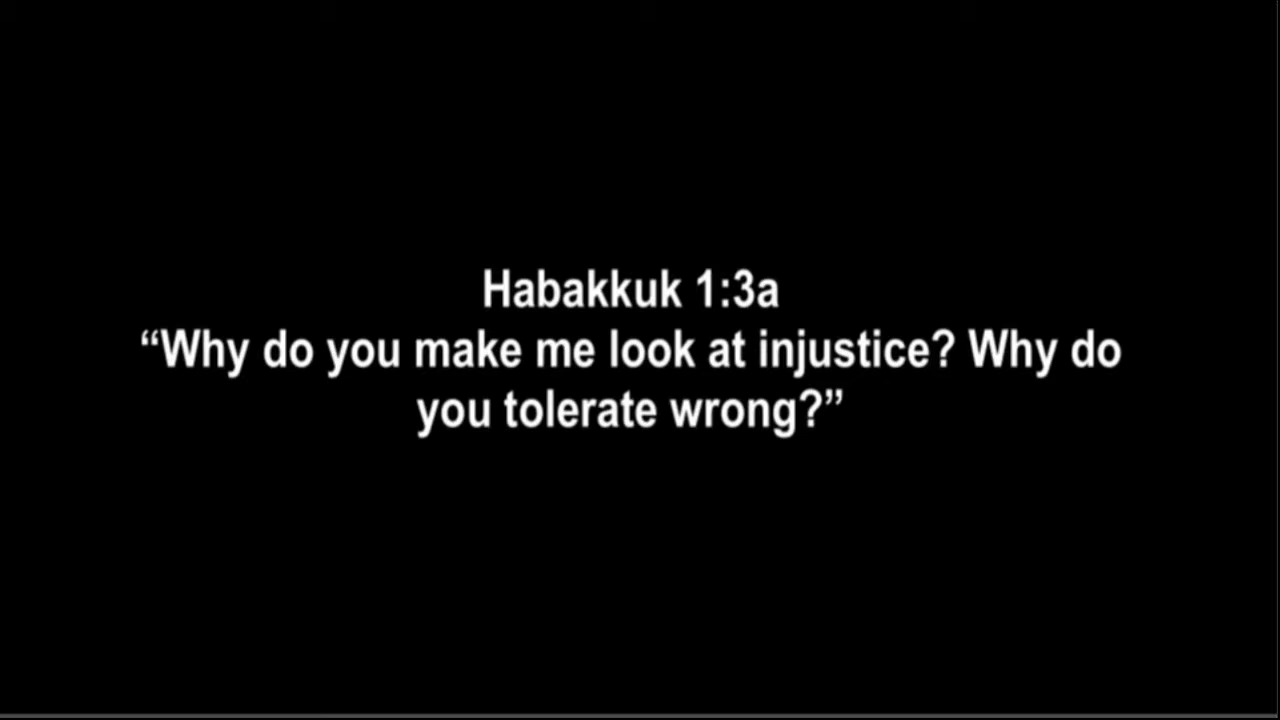 Habakkuk 1:3a
“Why do you make me look at injustice? Why do
you tolerate wrong?”